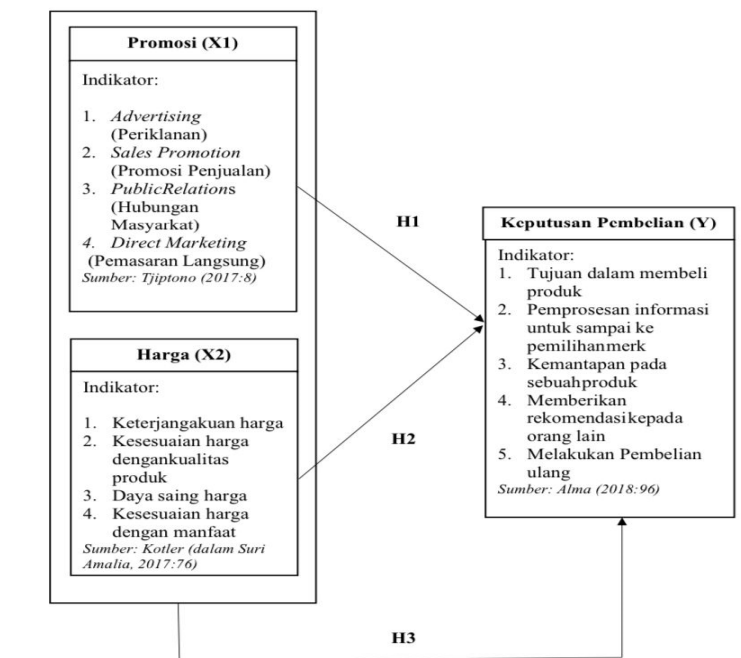 Promosi (X1)
Indikator:
1. Advertising
(Periklanan)
2. Sales Promotion
(Promosi Penjualan)
3. PublicRelations
(Hubungan
Masyarkat)
4. Direct Marketing
(Pemasaran Langsung)
Sumber: Tjiptono (2017:8)
Harga (X2)
Indikator:
1. Keterjangkuan harga
2. Kesesuaian harga
dengankualitas
produk
3. Daya saing harga
4. Kesesuaian harga
dengan manfaat
Sumber: Kotler (dalam Suri
Amalia, 2017:76)
H1
H2
H3
Keputusan Pembelian (Y)
Indikator:
1. Tujuan dalam membeli
produk
2. Pemprosesan informasi
untuk sampai ke
pemilihanmerk
3. Kemantapan pada
sebuahproduk
4. Memberikan
rekomendasikepada
orang lain
5. Melakukan Pembelian
ulang
Sumber: Alma (2018:96)